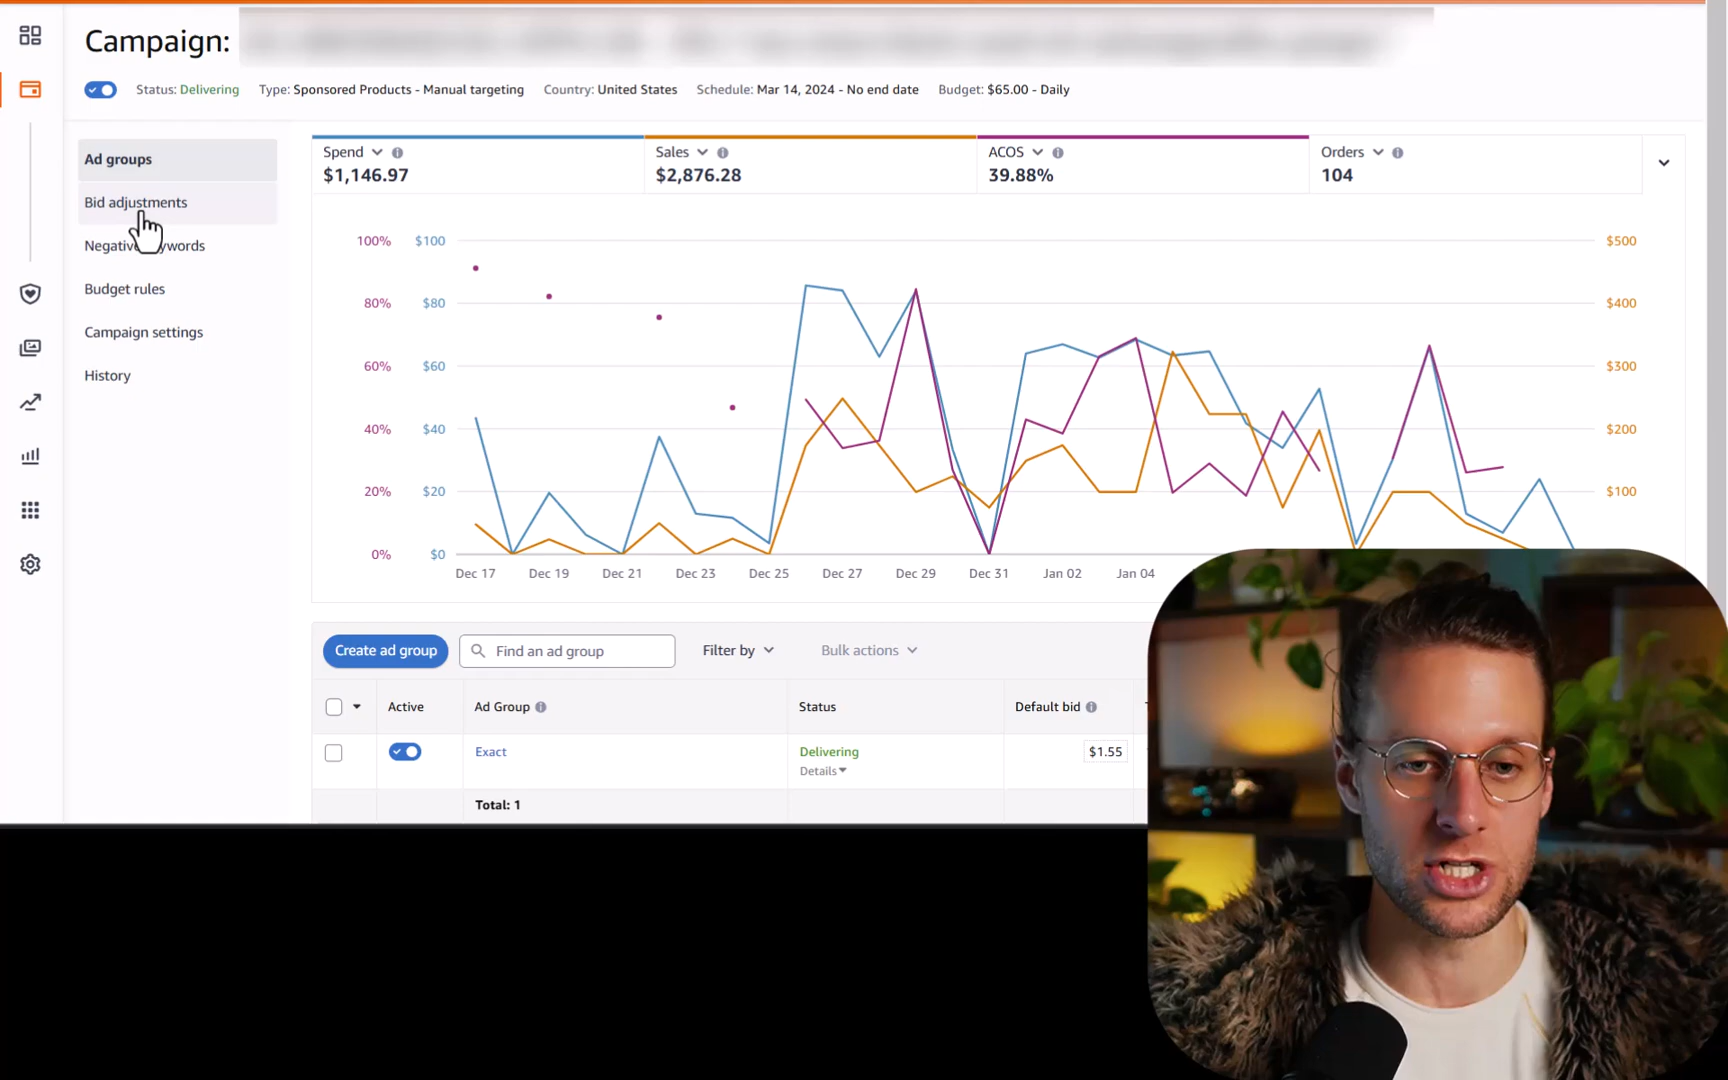 Campaign:
Status: Delivering Type: Sponsored Products - Manual targeting Country: United States Schedule: Mar 14, 2024 - No end date Budget: $65.00 - Daily
Ad groups
Bid adjustments
Budget rules
Campaign settings
History
Spend Sales ACOS Orders
$1,146.97 $2,876.28 39.88% 104
100% $100 $500
80% $80 $400
60% $60 $300
40% $40 $200
20% $20 $100
0% $0
Dec 17 Dec 19 Dec 21 Dec 23 Dec 25 Dec 27 Dec 29 Dec 31 Jan 02 Jan 04
Create ad group Find an ad group Filter by Bulk actions
Active Ad Group Status Default bid
Exact Delivering $1.55
Details
Total: 1